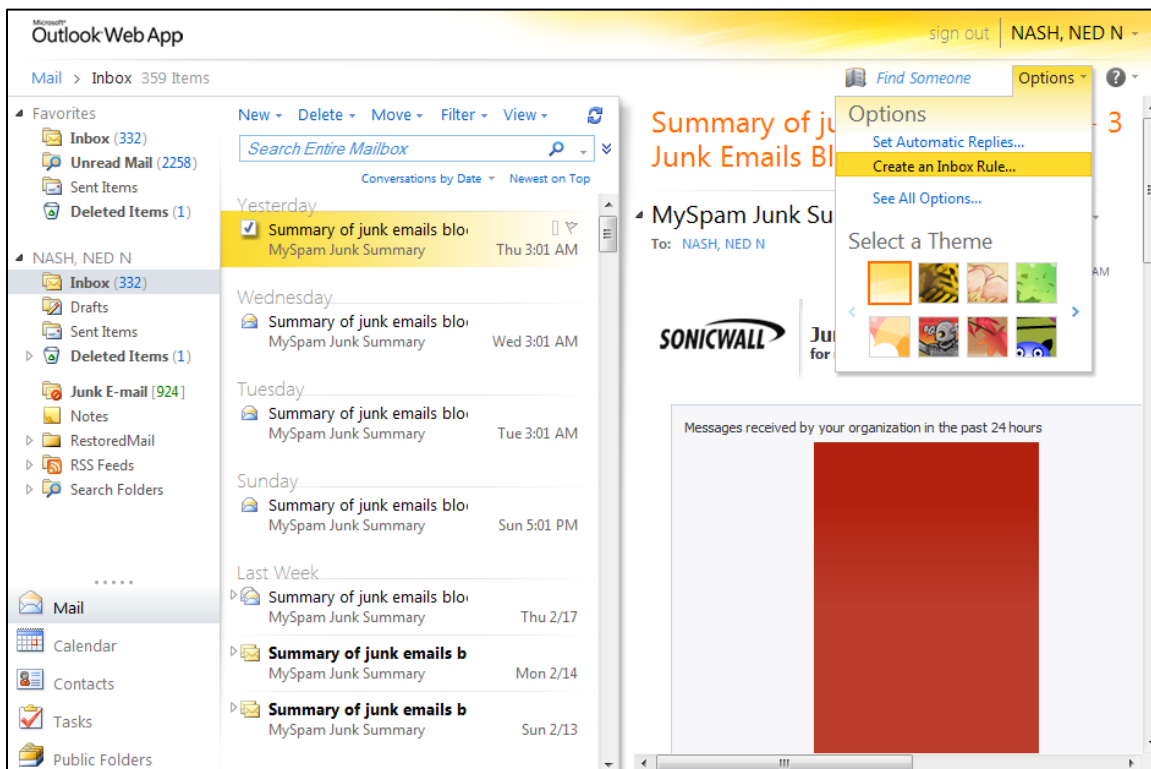 Microsoft®
Outlook Web App
sign out
NASH, NED N
Mail > Inbox 359 Items
Find Someone
Options
?
Favorites
Inbox (332)
Unread Mail (2258)
Sent Items
Deleted Items (1)
NASH, NED N
Inbox (332)
Drafts
Sent Items
Deleted Items (1)
Junk E-mail [924]
Notes
RestoredMail
RSS Feeds
Search Folders
Mail
Calendar
Contacts
Tasks
Public Folders
New Delete Move Filter View
Search Entire Mailbox
Conversations by Date Newest on Top
Yesterday
Summary of junk emails blo
MySpam Junk Summary Thu 3:01 AM
Wednesday
Summary of junk emails blo
MySpam Junk Summary Wed 3:01 AM
Tuesday
Summary of junk emails blo
MySpam Junk Summary Tue 3:01 AM
Sunday
Summary of junk emails blo
MySpam Junk Summary Sun 5:01 PM
Last Week
Summary of junk emails blo
MySpam Junk Summary Thu 2/17
Summary of junk emails b
MySpam Junk Summary Mon 2/14
Summary of junk emails b
MySpam Junk Summary Sun 2/13
Summary of ju - 3
Junk Emails Bl
MySpam Junk Su
To: NASH, NED N
AM
SONICWALL
Ju
for
Messages received by your organization in the past 24 hours
Options
Set Automatic Replies...
Create an Inbox Rule...
See All Options...
Select a Theme